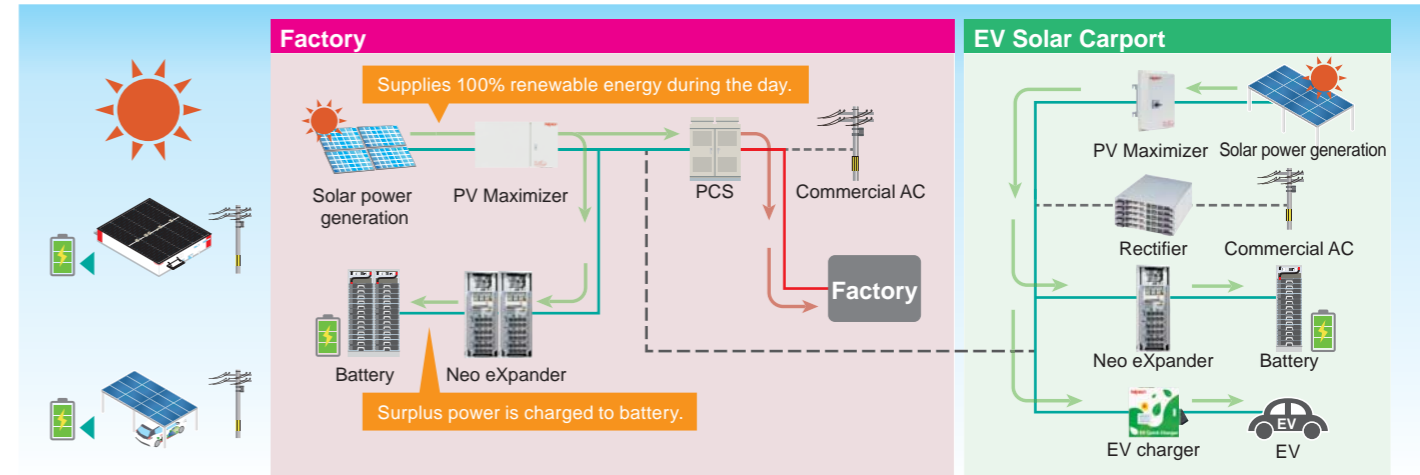 Factory
EV Solar Carport
Supplies 100% renewable energy during the day.
Solar power
generation
PV Maximizer
PCS
Commercial AC
Factory
Battery
Neo eXpander
Surplus power is charged to battery.
PV Maximizer
Solar power generation
Rectifier
Commercial AC
Neo eXpander
Battery
EV charger
EV
EV